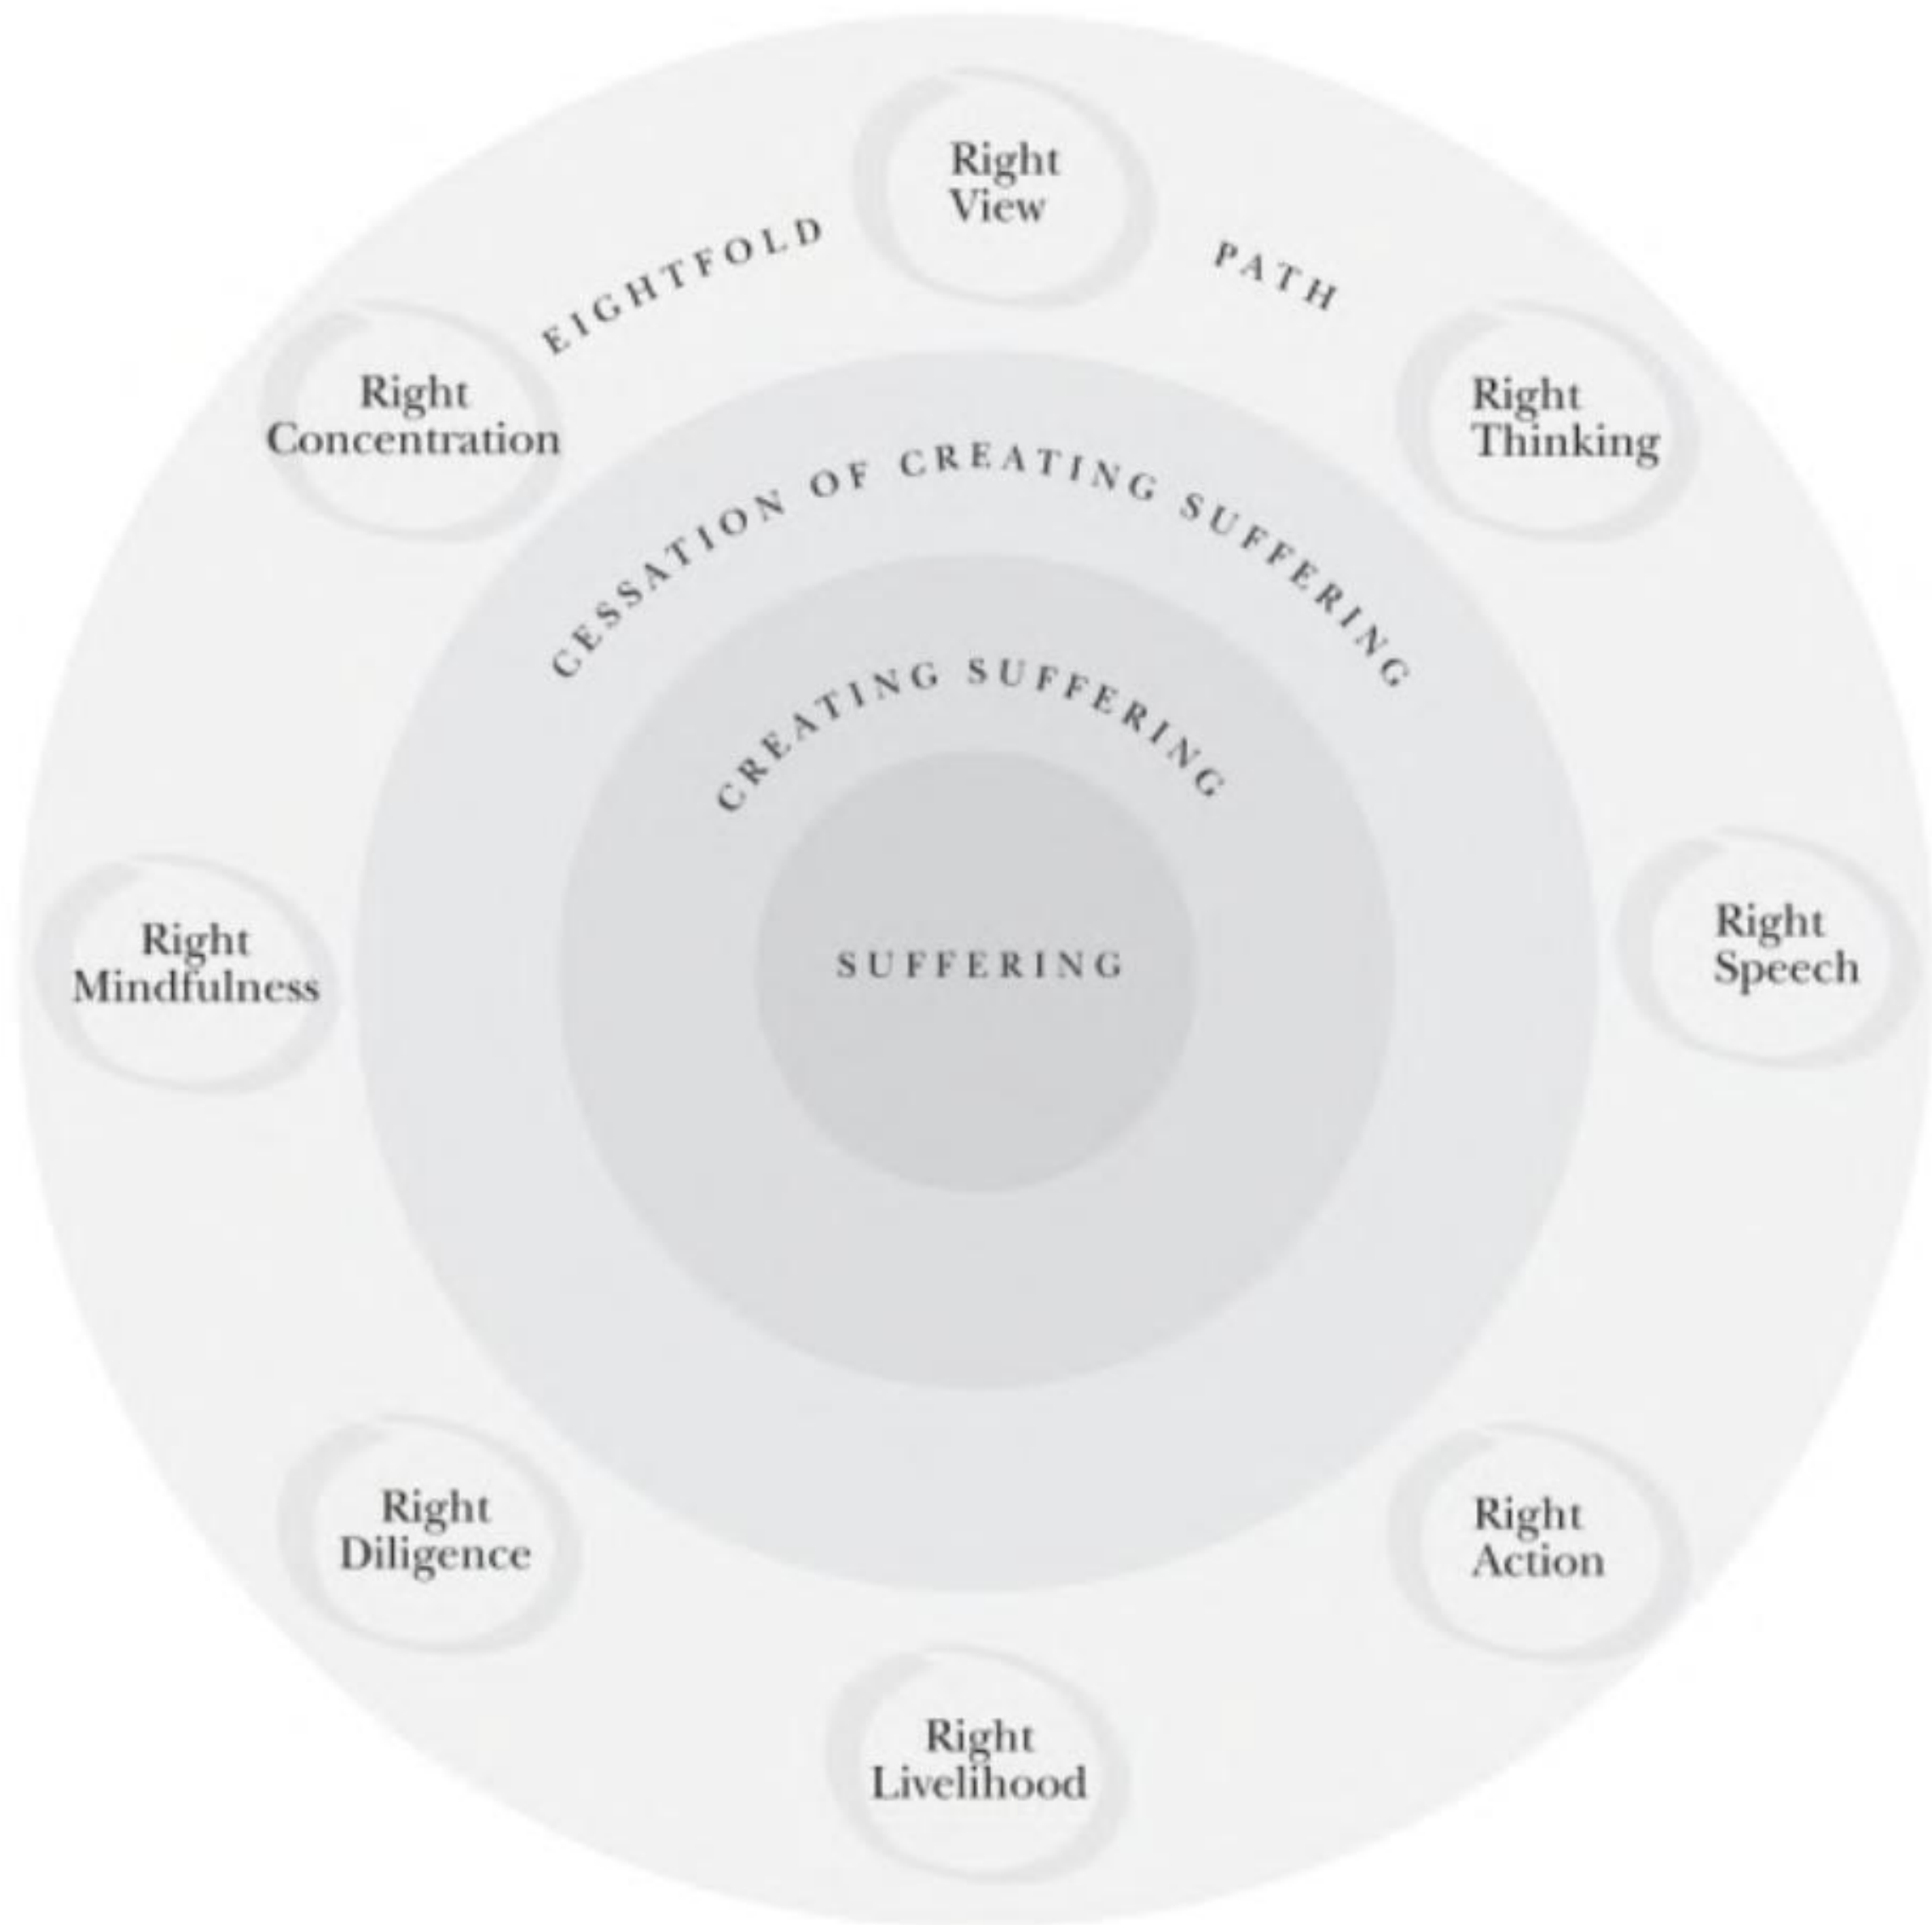 Right
View
EIGHTFOLD
PATH
Right
Concentration
Right
Thinking
CESSATION OF CREATING SUFFERING
CREATING SUFFERING
SUFFERING
Right
Mindfulness
Right
Speech
Right
Diligence
Right
Action
Right
Livelihood